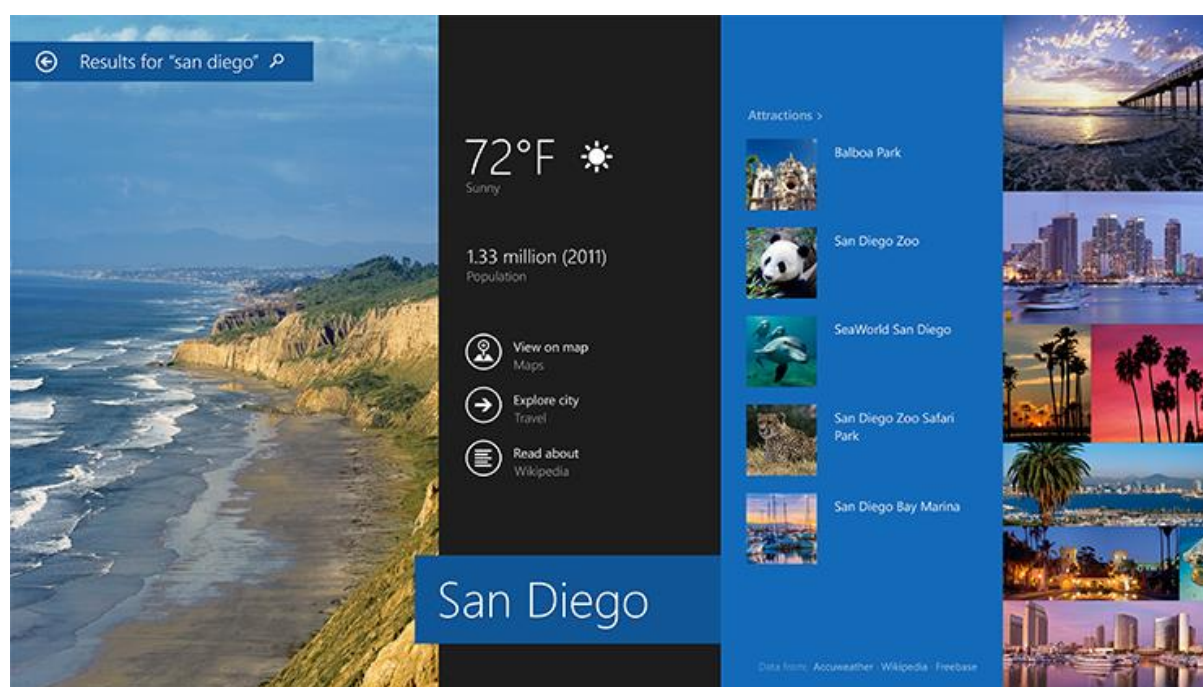 Results for "san diego"
72°F
Sunny
1.33 million (2011)
Population
View on map
Maps
Explore city
Travel
Read about
Wikipedia
San Diego
Attractions >
Balboa Park
San Diego Zoo
SeaWorld San Diego
San Diego Zoo Safari
Park
San Diego Bay Marina
Data from: Accuweather · Wikipedia · Freebase